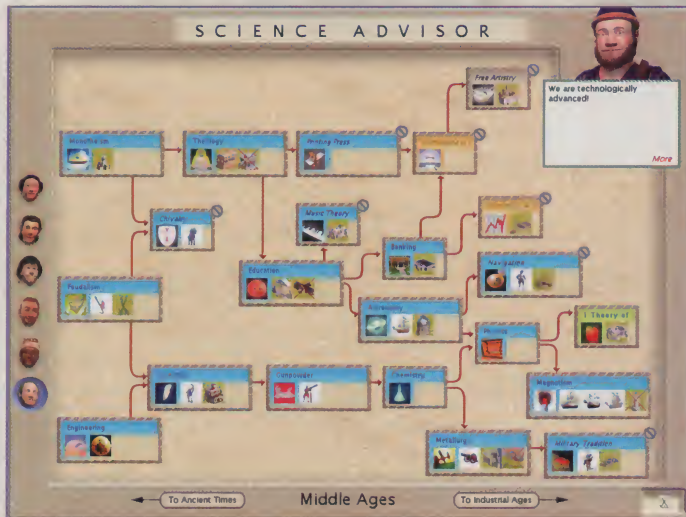 SCIENCE ADVISOR
We are technologically
advanced!
More
Free Artistry
Monotheism
Theology
Printing Press
Music Theory
Chivalry
Banking
Navigation
Education
Feudalism
Astronomy
Physics
1 Theory of
Gunpowder
Chemistry
Magnetism
Engineering
Metallurgy
Military Tradition
To Ancient Times
Middle Ages
To Industrial Ages